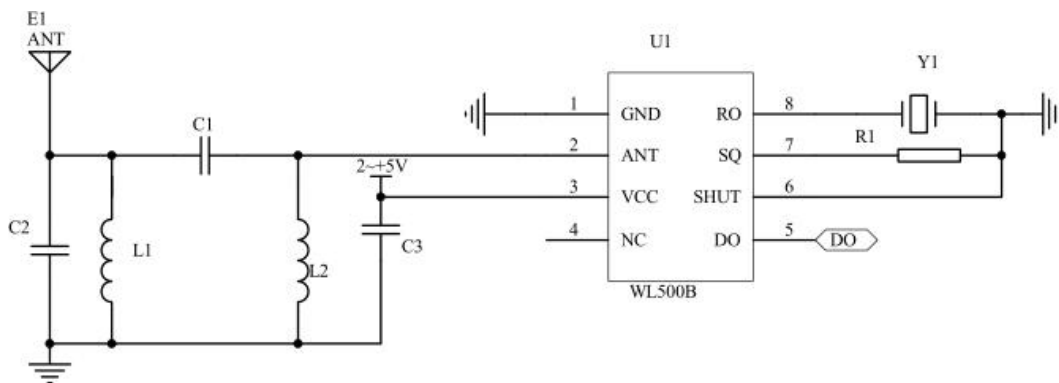 E1
ANT
U1
Y1
C1
1
GND
RO
8
R1
2
ANT
SQ
7
2~+5V
3
VCC
SHUT
6
C2
L1
L2
C3
4
NC
DO
5
DO
WL500B